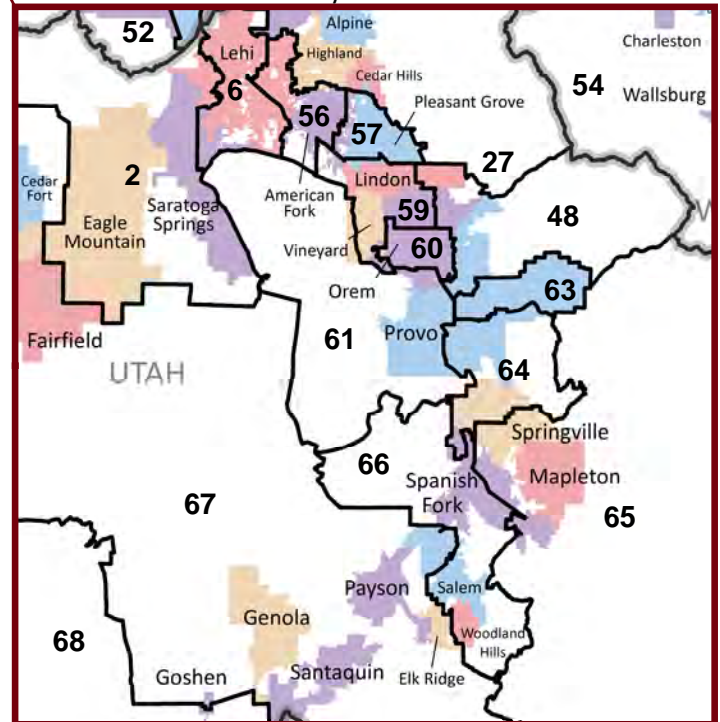 52
Lehi
Alpine
Highland
Charleston
Cedar Hills
6
54
Wallsburg
56
57
Pleasant Grove
27
Cedar
Fort
2
American
Fork
Lindon
Saratoga
Springs
59
48
Eagle
Mountain
Vineyard
60
Orem
63
Fairfield
61
Provo
UTAH
64
Springville
66
Spanish
Fork
Mapleton
67
65
Payson
Salem
Genola
68
Woodland
Hills
Goshen
Santaquin
Elk Ridge